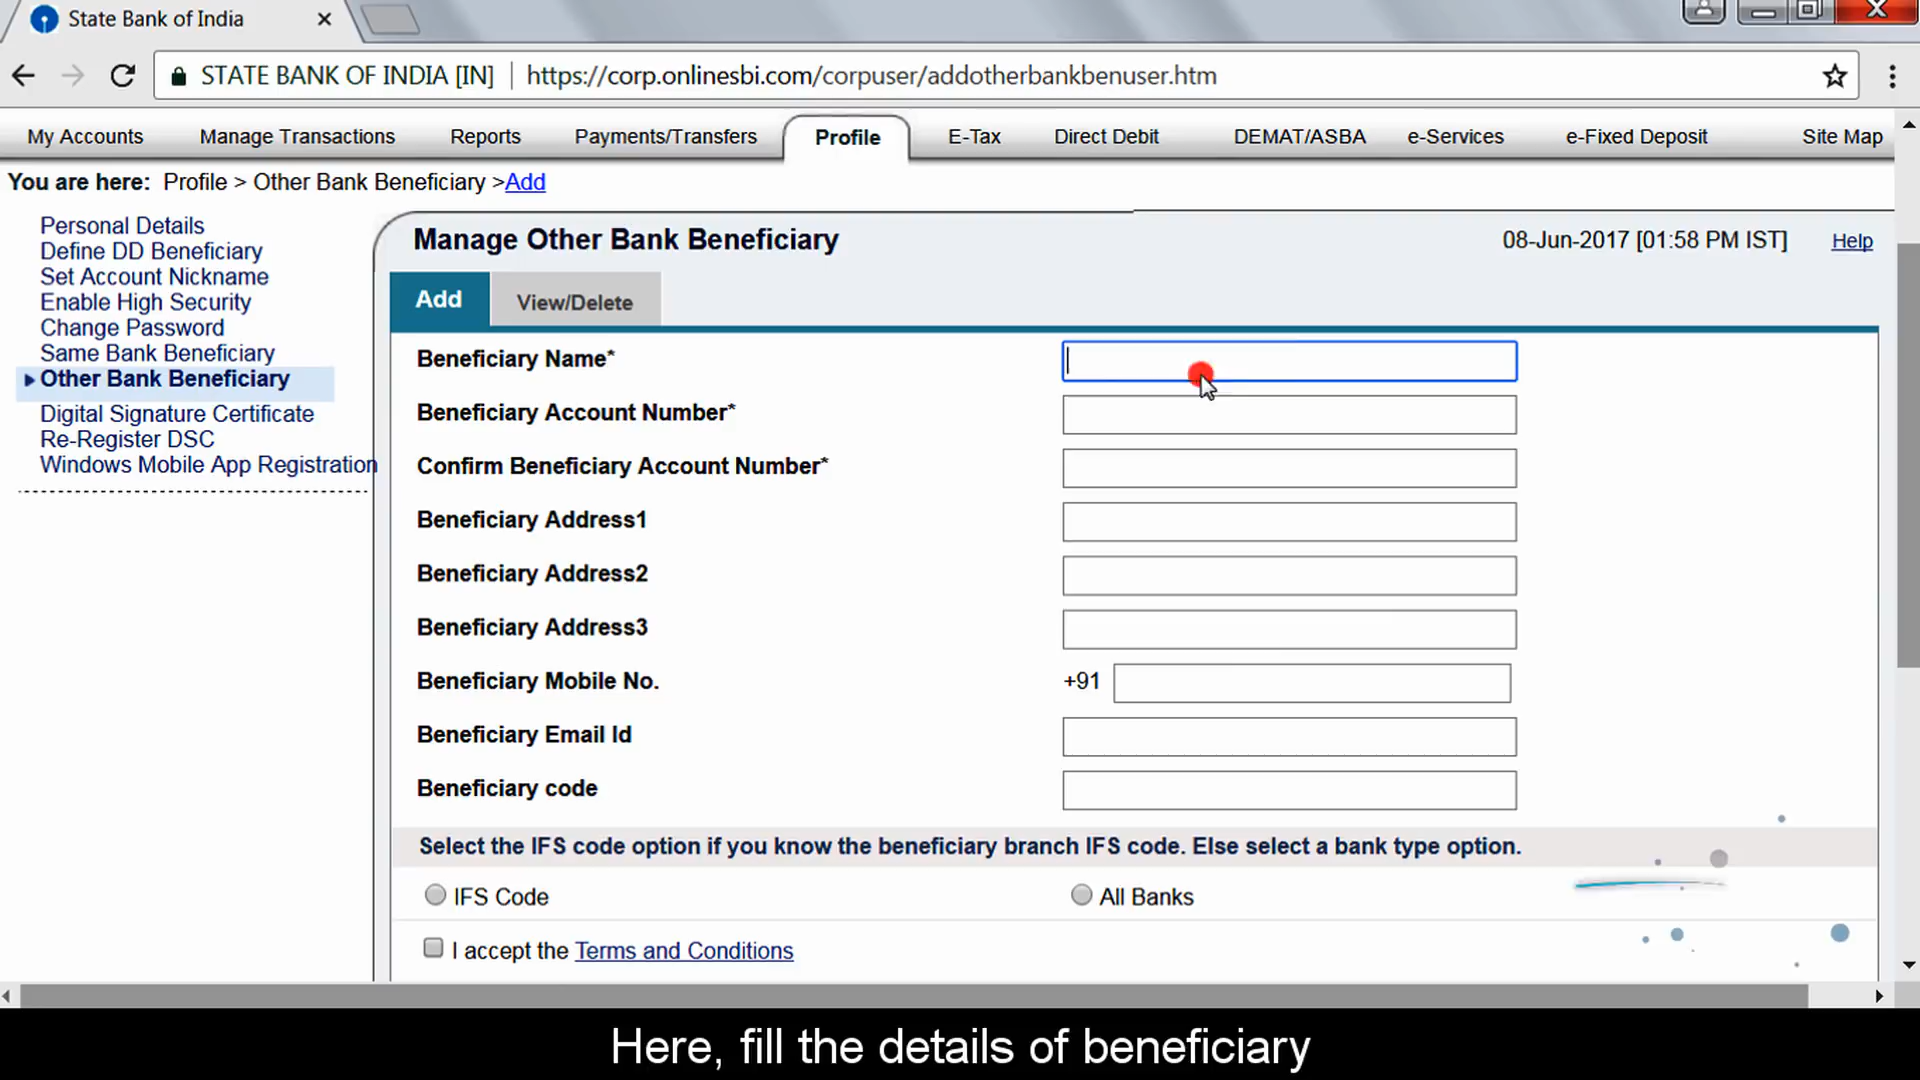 State Bank of India
STATE BANK OF INDIA [IN] https://corp.onlinesbi.com/corpuser/addotherbankbenuser.htm
My Accounts Manage Transactions Reports Payments/Transfers Profile E-Tax Direct Debit DEMAT/ASBA e-Services e-Fixed Deposit Site Map
You are here: Profile > Other Bank Beneficiary >Add
Personal Details
Define DD Beneficiary
Set Account Nickname
Enable High Security
Change Password
Same Bank Beneficiary
Other Bank Beneficiary
Digital Signature Certificate
Re-Register DSC
Windows Mobile App Registration
Manage Other Bank Beneficiary 08-Jun-2017 [01:58 PM IST] Help
Add View/Delete
Beneficiary Name*
Beneficiary Account Number*
Confirm Beneficiary Account Number*
Beneficiary Address1
Beneficiary Address2
Beneficiary Address3
Beneficiary Mobile No. +91
Beneficiary Email Id
Beneficiary code
Select the IFS code option if you know the beneficiary branch IFS code. Else select a bank type option.
IFS Code All Banks
I accept the Terms and Conditions
Here, fill the details of beneficiary